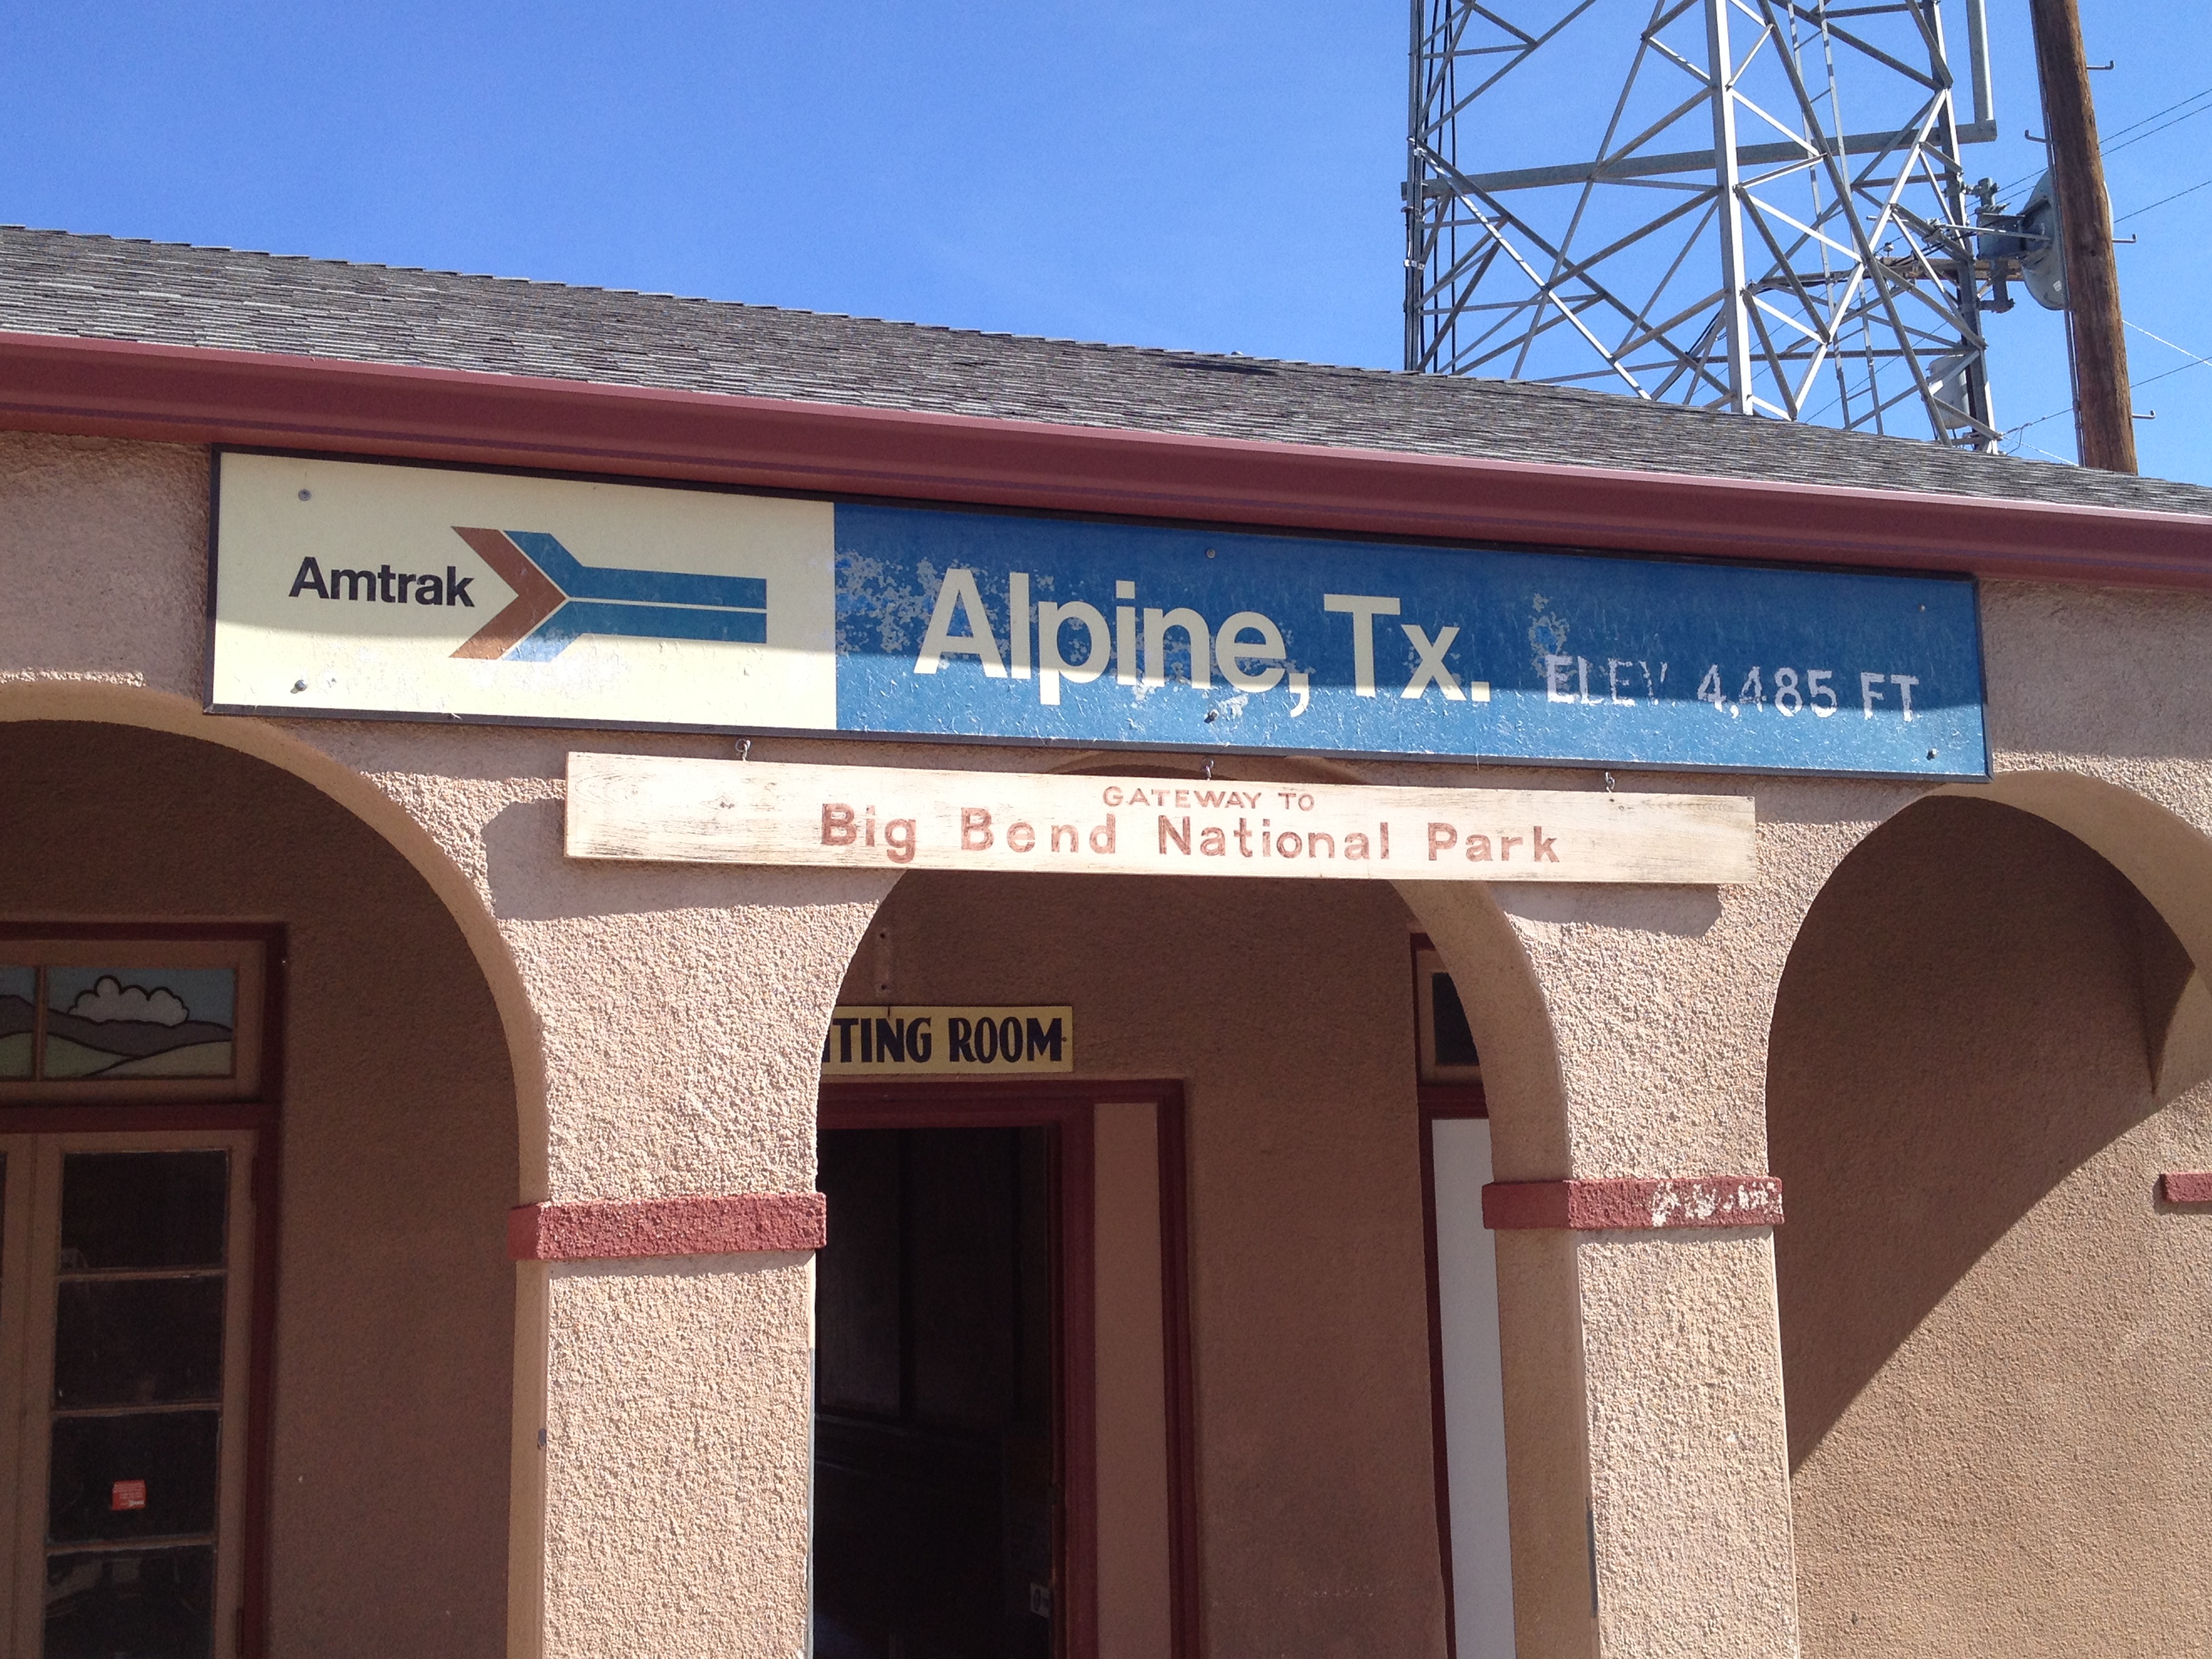 Amtrak
Alpine, Tx. ELEV. 4,485 FT
GATEWAY TO
Big Bend National Park
TING ROOM